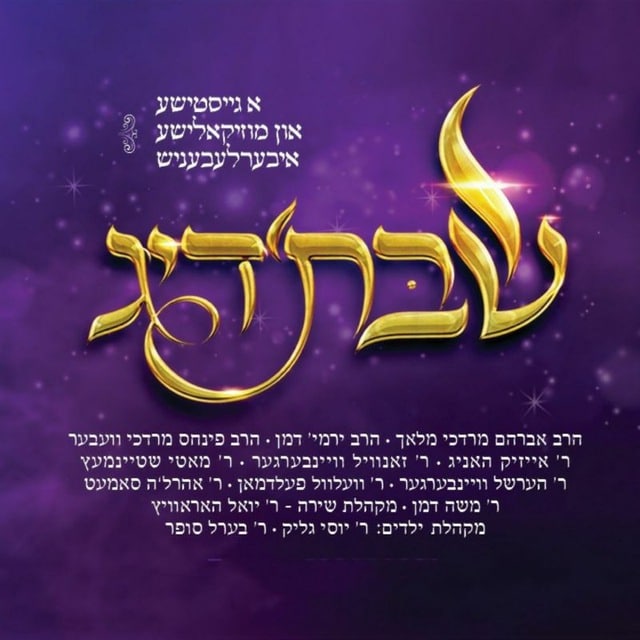 א גייסטישע
און מוזיקאלישע
איבערלעבעניש
שבת'דיג
הרב אברהם מרדכי מלאך · הרב ירמי' דמן · הרב פינחס מרדכי וועבער
ר' אייזיק האניג · ר' זאנוויל וויינבערגער · ר' מאטי שטיינמעץ
ר' הערשל וויינבערגער · ר' וועלוול פעלדמאן · ר' אהרל'ה סאמעט
ר' משה דמן · מקהלת שירה - ר' יואל האראוויץ
מקהלת ילדים: ר' יוסי גליק · ר' בערל סופר